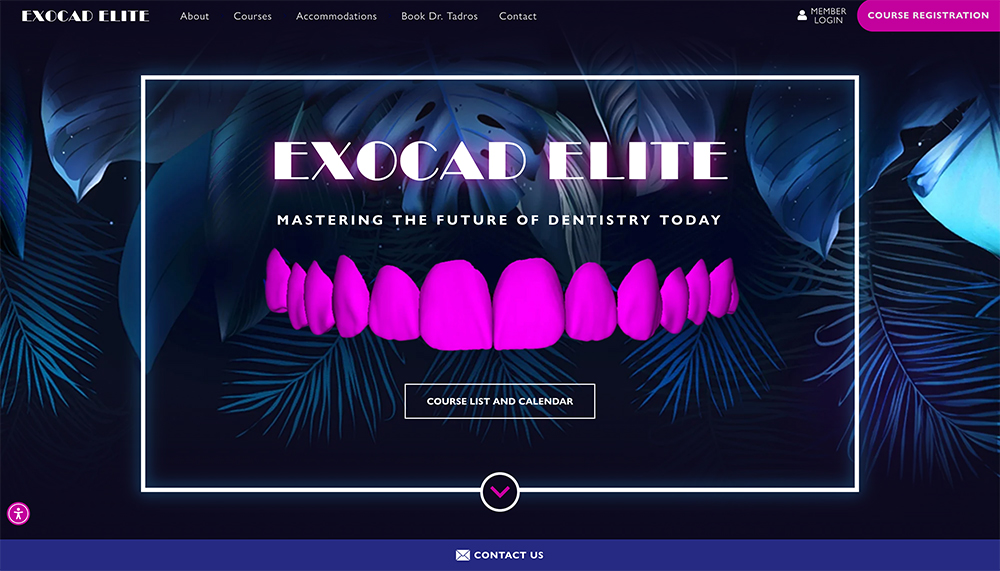 EXOCAD ELITE
About
Courses
Accommodations
Book Dr. Tadros
Contact
MEMBER
LOGIN
COURSE REGISTRATION
EXOCAD ELITE
MASTERING THE FUTURE OF DENTISTRY TODAY
COURSE LIST AND CALENDAR
CONTACT US